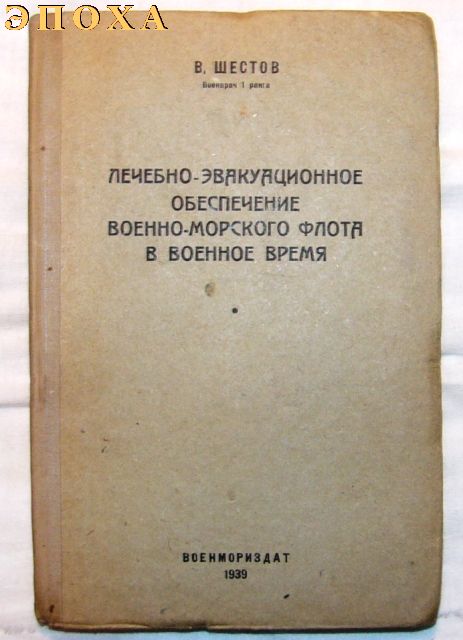 ЭПОХА
В. ШЕСТОВ
Военврач 1 ранга
ЛЕЧЕБНО-ЭВАКУАЦИОННОЕ
ОБЕСПЕЧЕНИЕ
ВОЕННО-МОРСКОГО ФЛОТА
В ВОЕННОЕ ВРЕМЯ
ВОЕНМОРИЗДАТ
1939